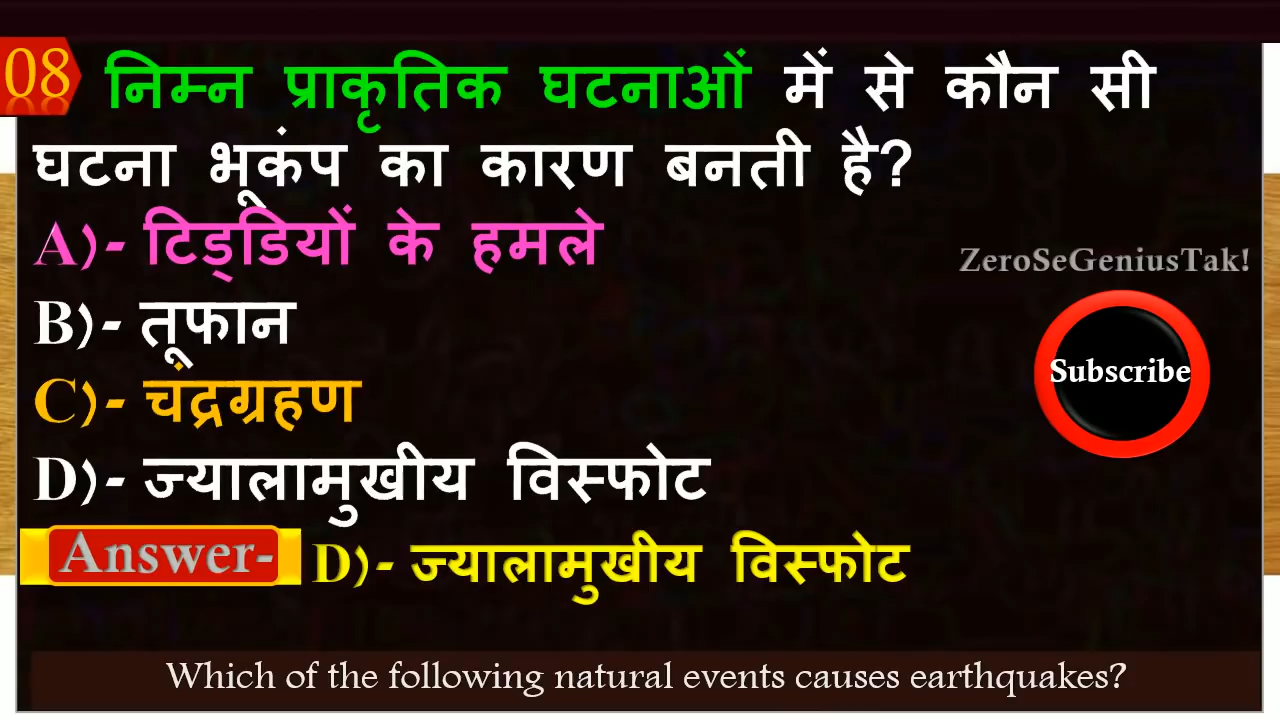 08 निम्न प्राकृतिक घटनाओं में से कौन सी
घटना भूकंप का कारण बनती है?
A)- टिड्डियों के हमले
ZeroSeGeniusTak!
B)- तूफान
Subscribe
C)- चंद्रग्रहण
D)- ज्यालामुखीय विस्फोट
Answer- D)- ज्यालामुखीय विस्फोट
Which of the following natural events causes earthquakes?